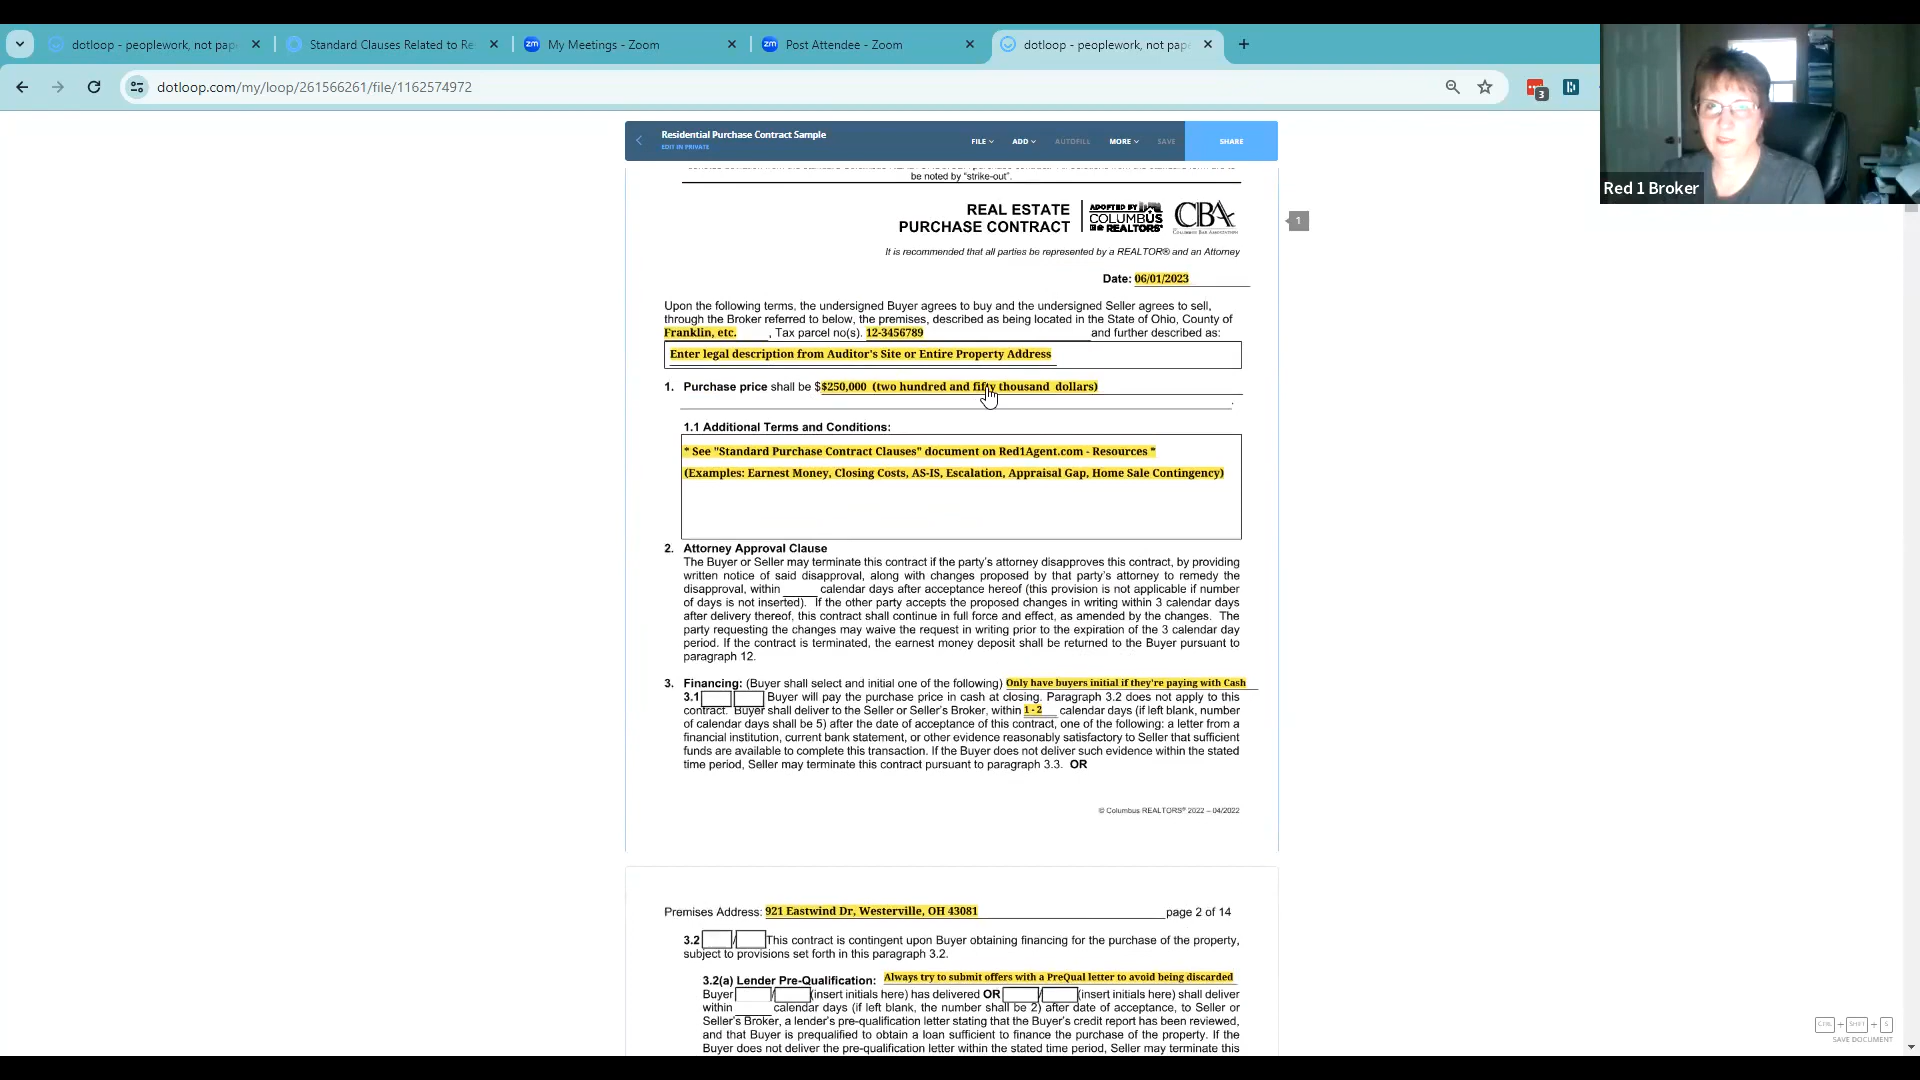 dotloop - peoplework, not pap
Standard Clauses Related to Re
My Meetings - Zoom
Post Attendee - Zoom
dotloop - peoplework, not pap
dotloop.com/my/loop/261566261/file/1162574972
3
Red 1 Broker
Residential Purchase Contract Sample
EDIT IN PRIVATE
FILE
ADD
AUTOFILL
MORE
SAVE
SHARE
be noted by "strike-out".
REAL ESTATE
PURCHASE CONTRACT
ADOPTED BY
COLUMBUS
REALTORS®
CBA
COLUMBUS BAR ASSOCIATION
1
It is recommended that all parties be represented by a REALTOR® and an Attorney
Date: 06/01/2023
Upon the following terms, the undersigned Buyer agrees to buy and the undersigned Seller agrees to sell,
through the Broker referred to below, the premises, described as being located in the State of Ohio, County of
Franklin, etc. , Tax parcel no(s). 12-3456789 and further described as:
Enter legal description from Auditor's Site or Entire Property Address
1. Purchase price shall be $$250,000 (two hundred and fifty thousand dollars)
.
1.1 Additional Terms and Conditions:
* See "Standard Purchase Contract Clauses" document on Red1Agent.com - Resources *
(Examples: Earnest Money, Closing Costs, AS-IS, Escalation, Appraisal Gap, Home Sale Contingency)
2. Attorney Approval Clause
The Buyer or Seller may terminate this contract if the party's attorney disapproves this contract, by providing
written notice of said disapproval, along with changes proposed by that party's attorney to remedy the
disapproval, within _____ calendar days after acceptance hereof (this provision is not applicable if number
of days is not inserted). If the other party accepts the proposed changes in writing within 3 calendar days
after delivery thereof, this contract shall continue in full force and effect, as amended by the changes. The
party requesting the changes may waive the request in writing prior to the expiration of the 3 calendar day
period. If the contract is terminated, the earnest money deposit shall be returned to the Buyer pursuant to
paragraph 12.
3. Financing: (Buyer shall select and initial one of the following) Only have buyers initial if they're paying with Cash
3.1 Buyer will pay the purchase price in cash at closing. Paragraph 3.2 does not apply to this
contract. Buyer shall deliver to the Seller or Seller's Broker, within 1 - 2 calendar days (if left blank, number
of calendar days shall be 5) after the date of acceptance of this contract, one of the following: a letter from a
financial institution, current bank statement, or other evidence reasonably satisfactory to Seller that sufficient
funds are available to complete this transaction. If the Buyer does not deliver such evidence within the stated
time period, Seller may terminate this contract pursuant to paragraph 3.3. OR
© Columbus REALTORS® 2022 – 04/2022
Premises Address: 921 Eastwind Dr, Westerville, OH 43081 page 2 of 14
3.2 / This contract is contingent upon Buyer obtaining financing for the purchase of the property,
subject to provisions set forth in this paragraph 3.2.
3.2(a) Lender Pre-Qualification: Always try to submit offers with a PreQual letter to avoid being discarded
Buyer / (insert initials here) has delivered OR / (insert initials here) shall deliver
within ______ calendar days (if left blank, the number shall be 2) after date of acceptance, to Seller or
Seller's Broker, a lender's pre-qualification letter stating that the Buyer's credit report has been reviewed,
and that Buyer is prequalified to obtain a loan sufficient to finance the purchase of the property. If the
Buyer does not deliver the pre-qualification letter within the stated time period, Seller may terminate this
CTRL + SHIFT + S
SAVE DOCUMENT